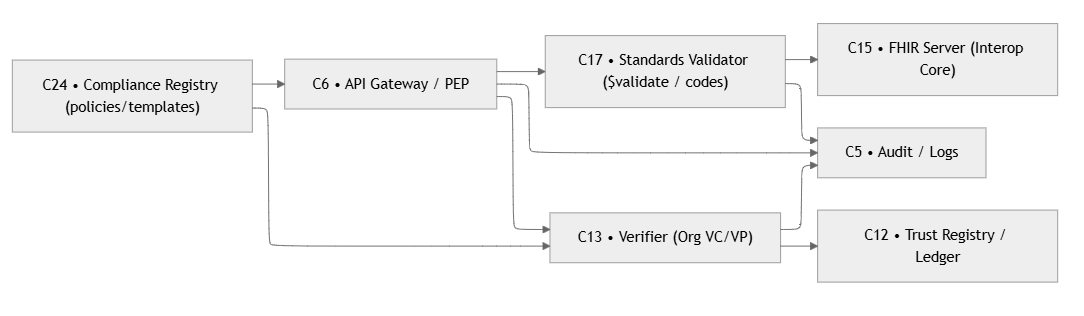 C24 • Compliance Registry
(policies/templates)
C6 • API Gateway / PEP
C17 • Standards Validator
($validate / codes)
C15 • FHIR Server (Interop
Core)
C5 • Audit / Logs
C13 • Verifier (Org VC/VP)
C12 • Trust Registry /
Ledger